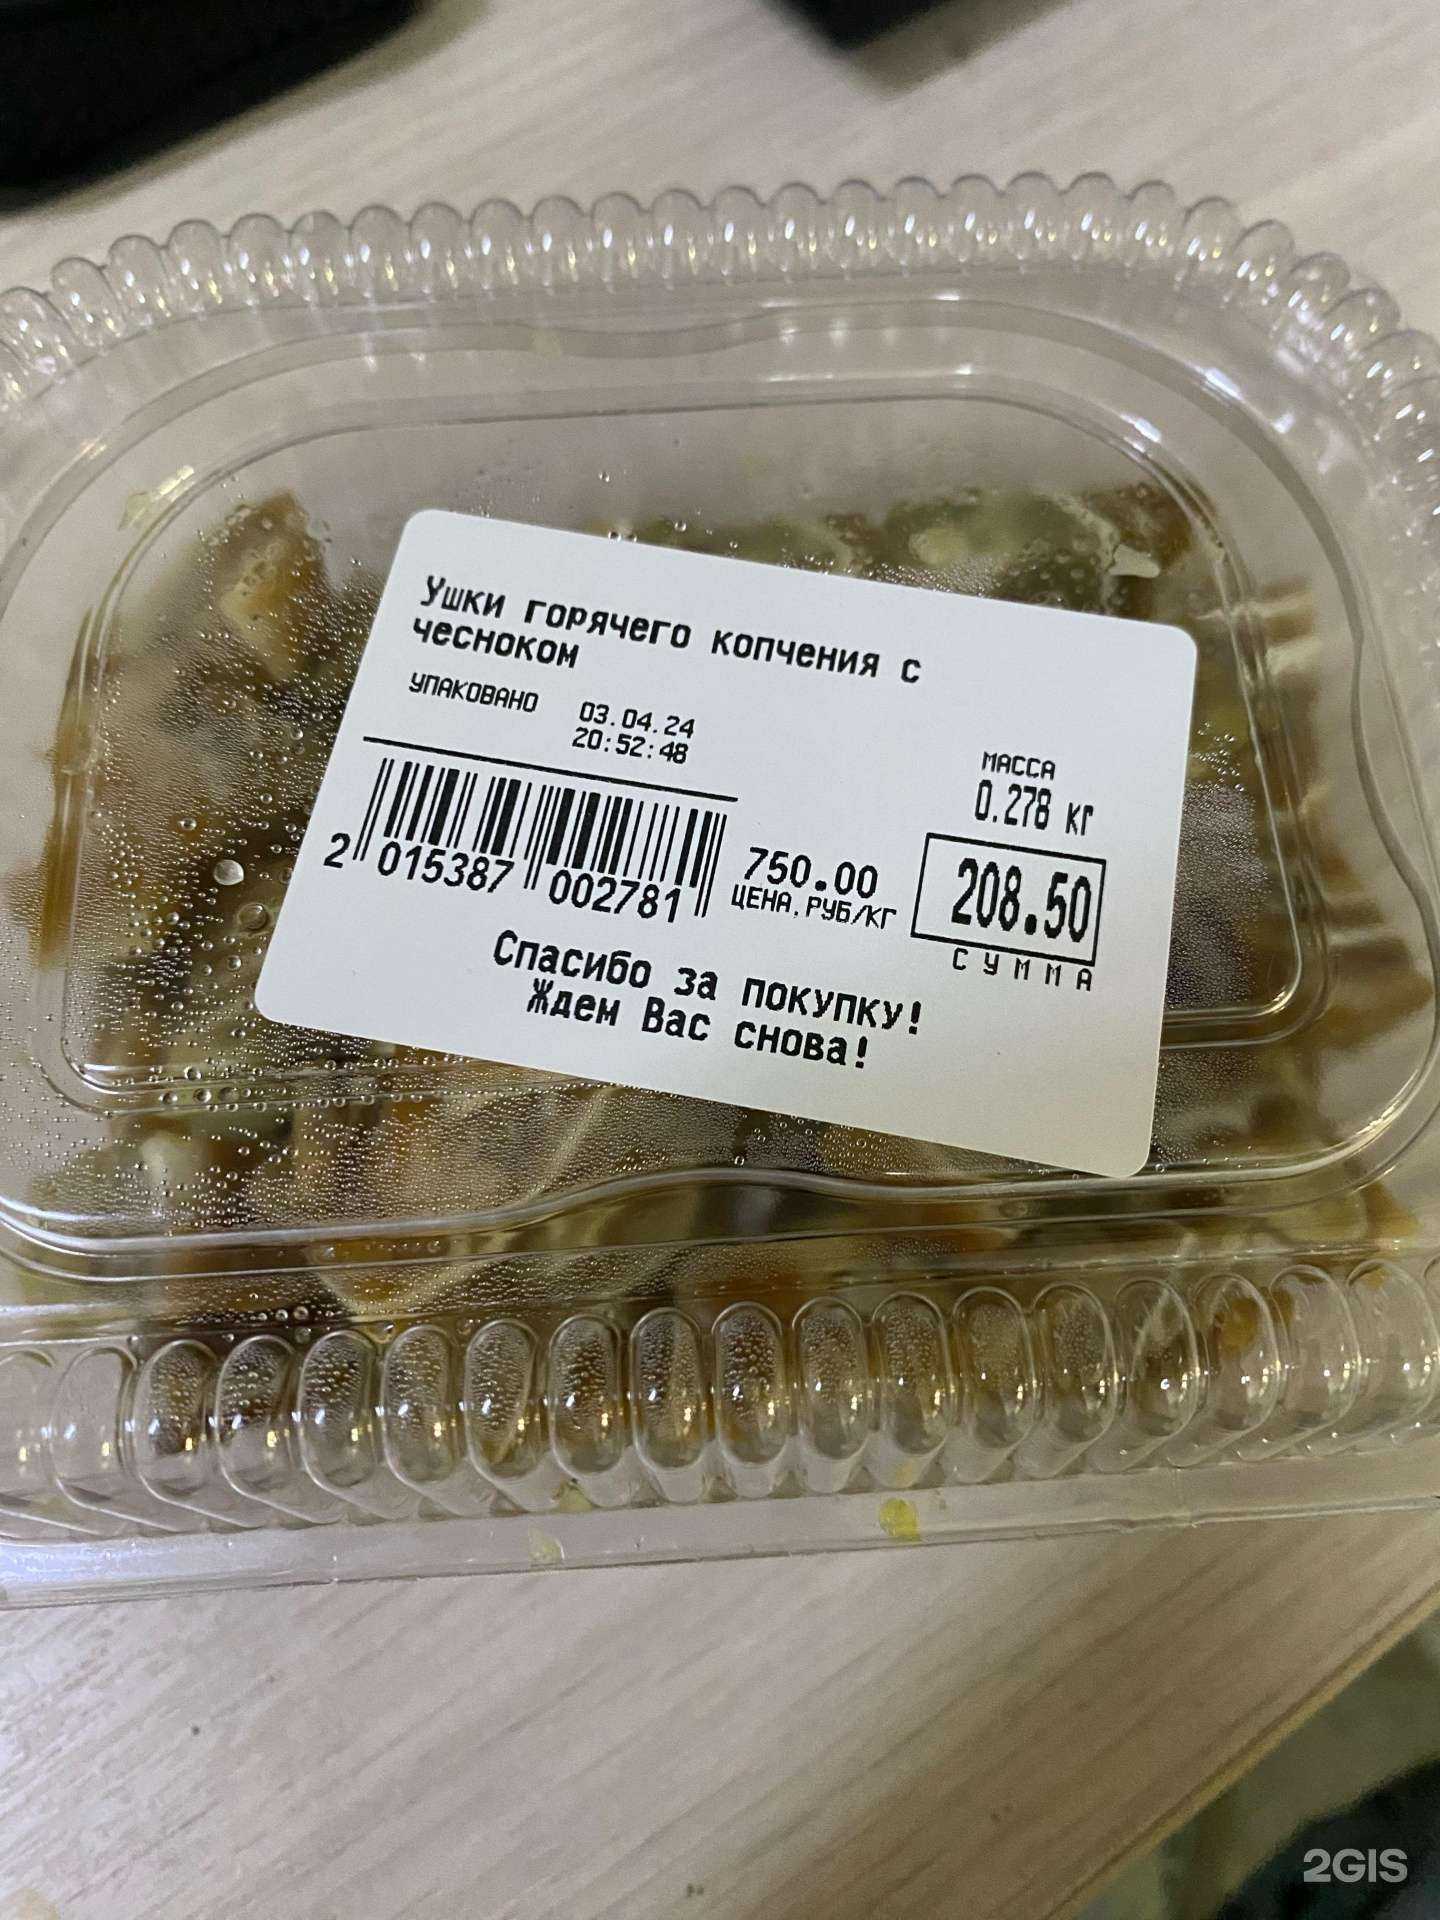 Ушки горячего копчения с
чесноком
УПАКОВАНО 03.04.24
20:52:48
МАССА
0.278 кг
2 015387 002781
750.00
ЦЕНА,РУБ/КГ
208.50
СУММА
Спасибо за покупку!
Ждем Вас снова!
2GIS